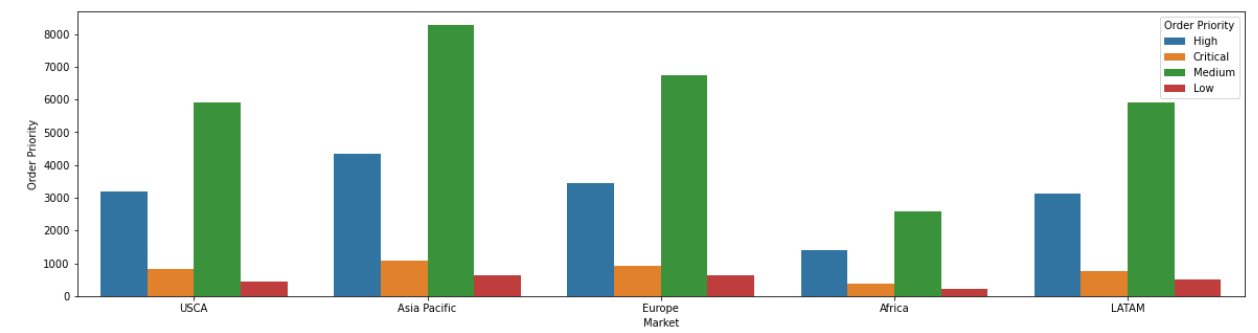 Order Priority
8000
7000
6000
5000
4000
3000
2000
1000
0
Order Priority
High
Critical
Medium
Low
USCA
Asia Pacific
Europe
Africa
LATAM
Market